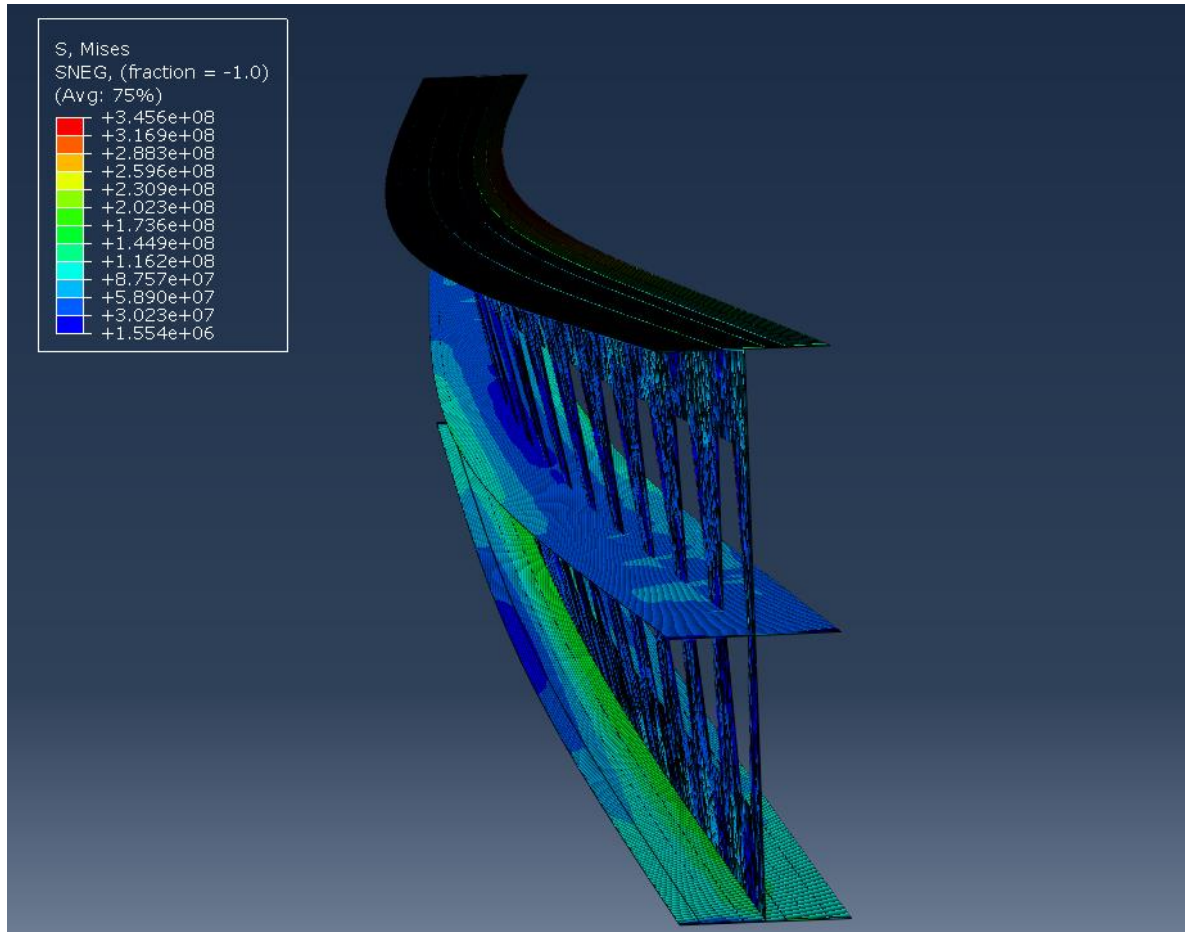 S, Mises
SNEG, (fraction = -1.0)
(Avg: 75%)
+3.456e+08
+3.169e+08
+2.883e+08
+2.596e+08
+2.309e+08
+2.023e+08
+1.736e+08
+1.449e+08
+1.162e+08
+8.757e+07
+5.890e+07
+3.023e+07
+1.554e+06